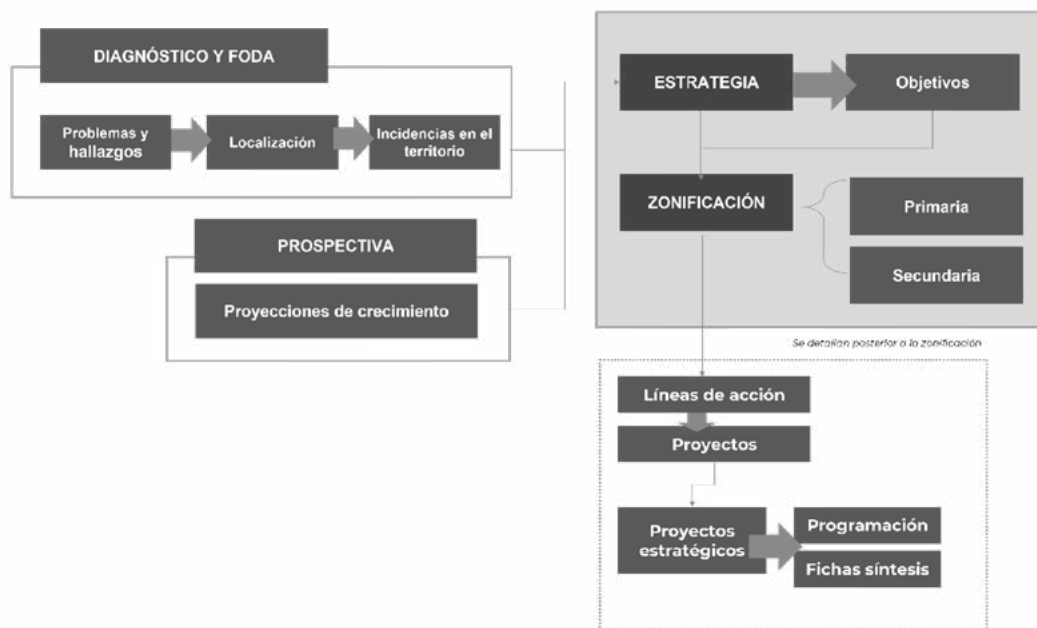 DIAGNÓSTICO Y FODA
Problemas y
hallazgos
Localización
Incidencias en el
territorio
PROSPECTIVA
Proyecciones de crecimiento
ESTRATEGIA
Objetivos
ZONIFICACIÓN
Primaria
Secundaria
Se detallan posterior a la zonificación
Líneas de acción
Proyectos
Proyectos
estratégicos
Programación
Fichas síntesis